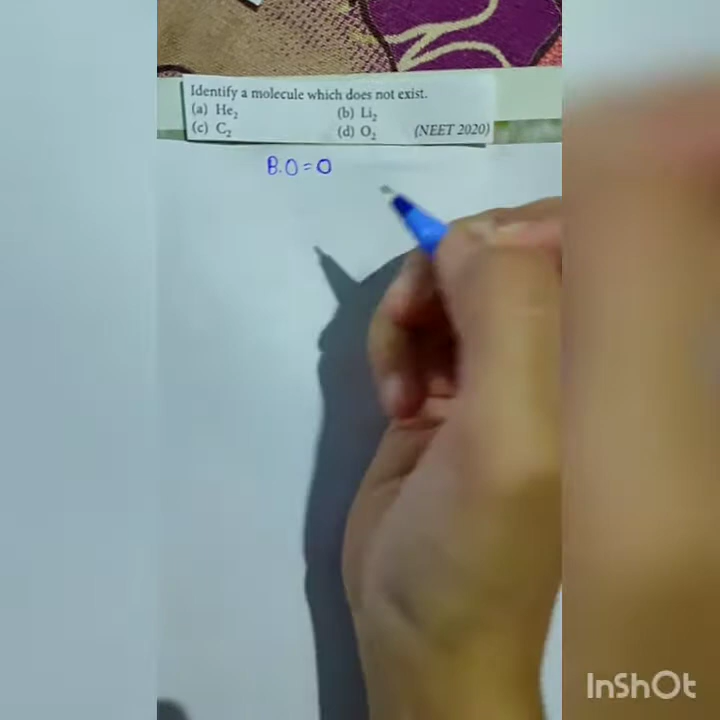 Identify a molecule which does not exist.
(a) He₂ (b) Li₂
(c) C₂ (d) O₂ (NEET 2020)
B.O = 0
InShOt